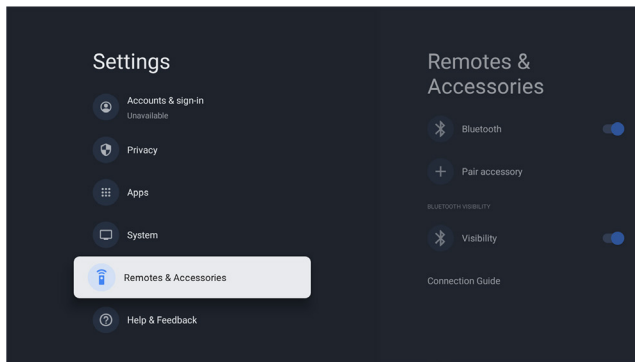 Settings
Accounts & sign-in
Unavailable
Privacy
Apps
System
Remotes & Accessories
Help & Feedback
Remotes &
Accessories
Bluetooth
Pair accessory
BLUETOOTH VISIBILITY
Visibility
Connection Guide